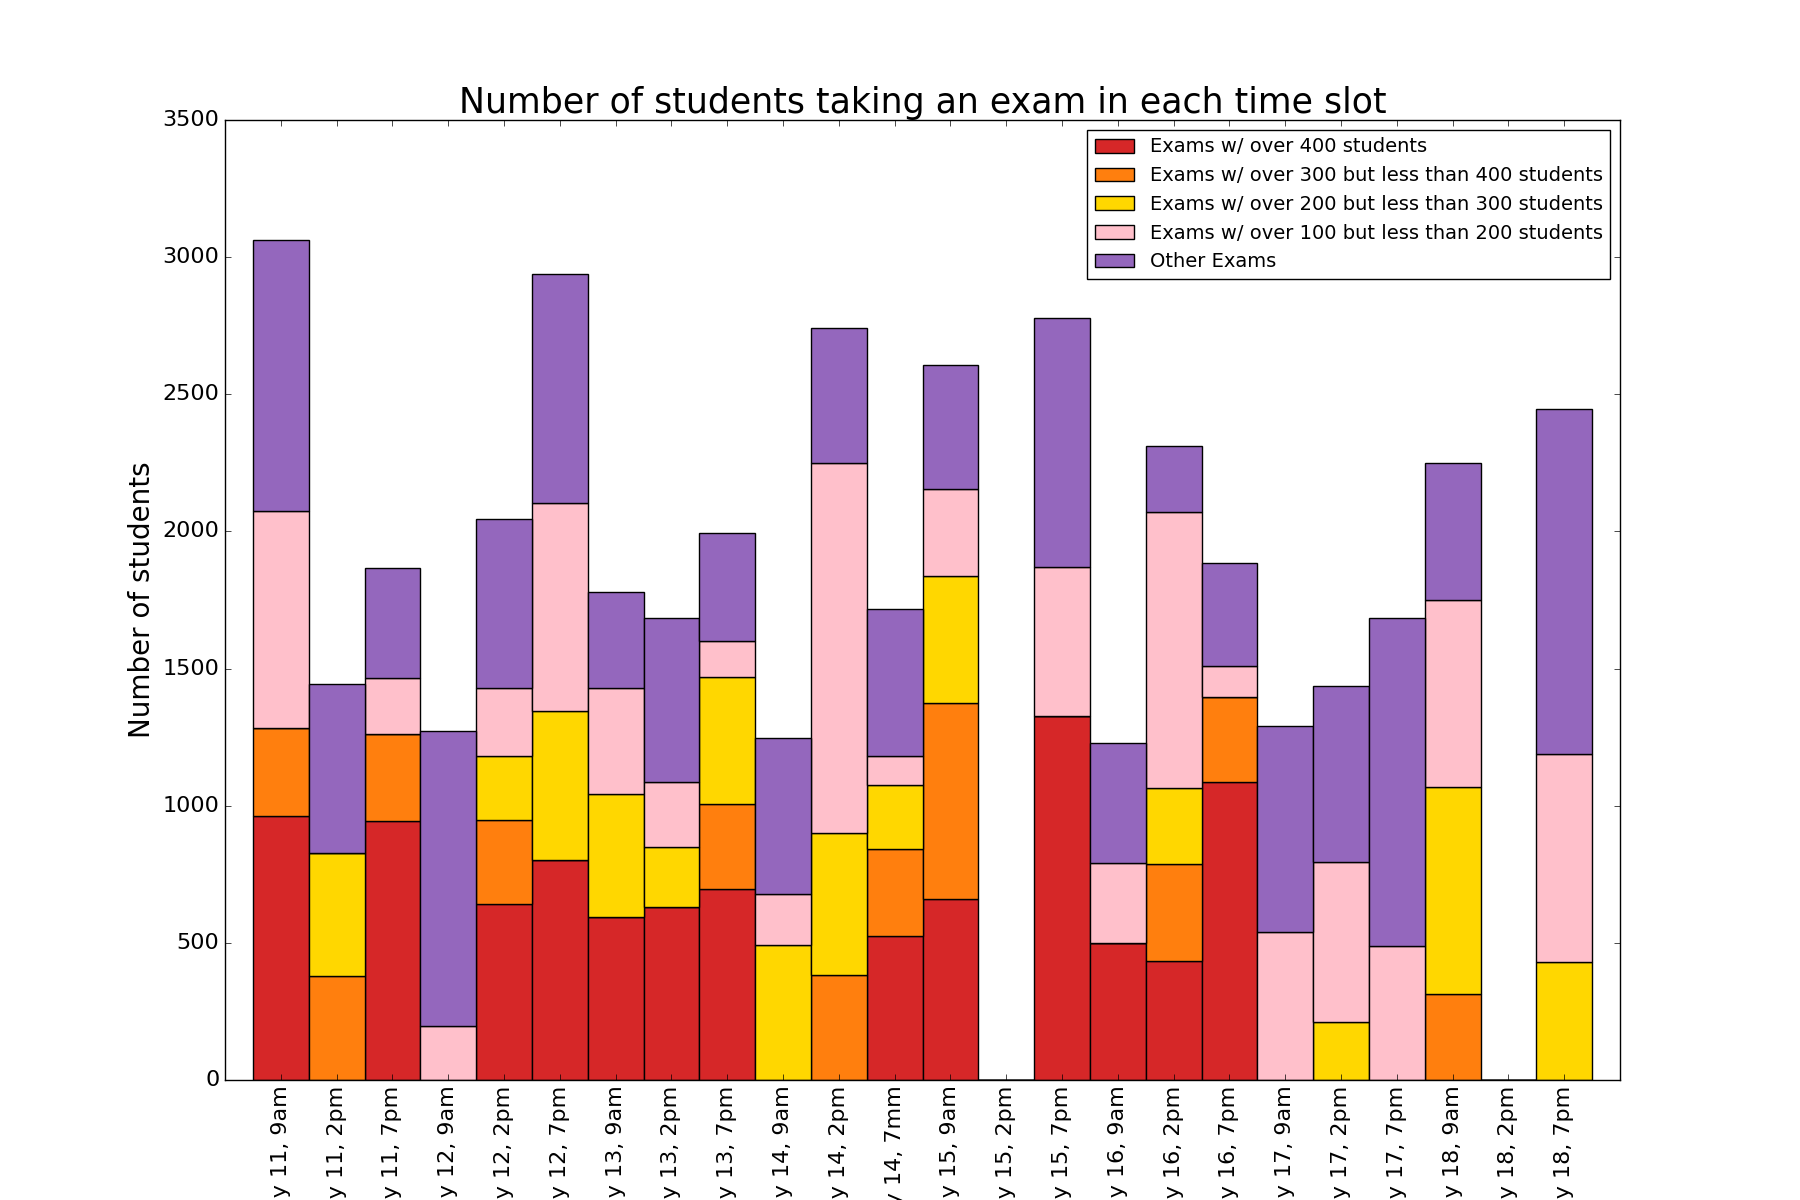 Number of students taking an exam in each time slot
Exams w/ over 400 students
Exams w/ over 300 but less than 400 students
Exams w/ over 200 but less than 300 students
Exams w/ over 100 but less than 200 students
Other Exams
Number of students
3500
3000
2500
2000
1500
1000
500
0
y 11, 9am
y 11, 2pm
y 11, 7pm
y 12, 9am
y 12, 2pm
y 12, 7pm
y 13, 9am
y 13, 2pm
y 13, 7pm
y 14, 9am
y 14, 2pm
y 14, 7mm
y 15, 9am
y 15, 2pm
y 15, 7pm
y 16, 9am
y 16, 2pm
y 16, 7pm
y 17, 9am
y 17, 2pm
y 17, 7pm
y 18, 9am
y 18, 2pm
y 18, 7pm